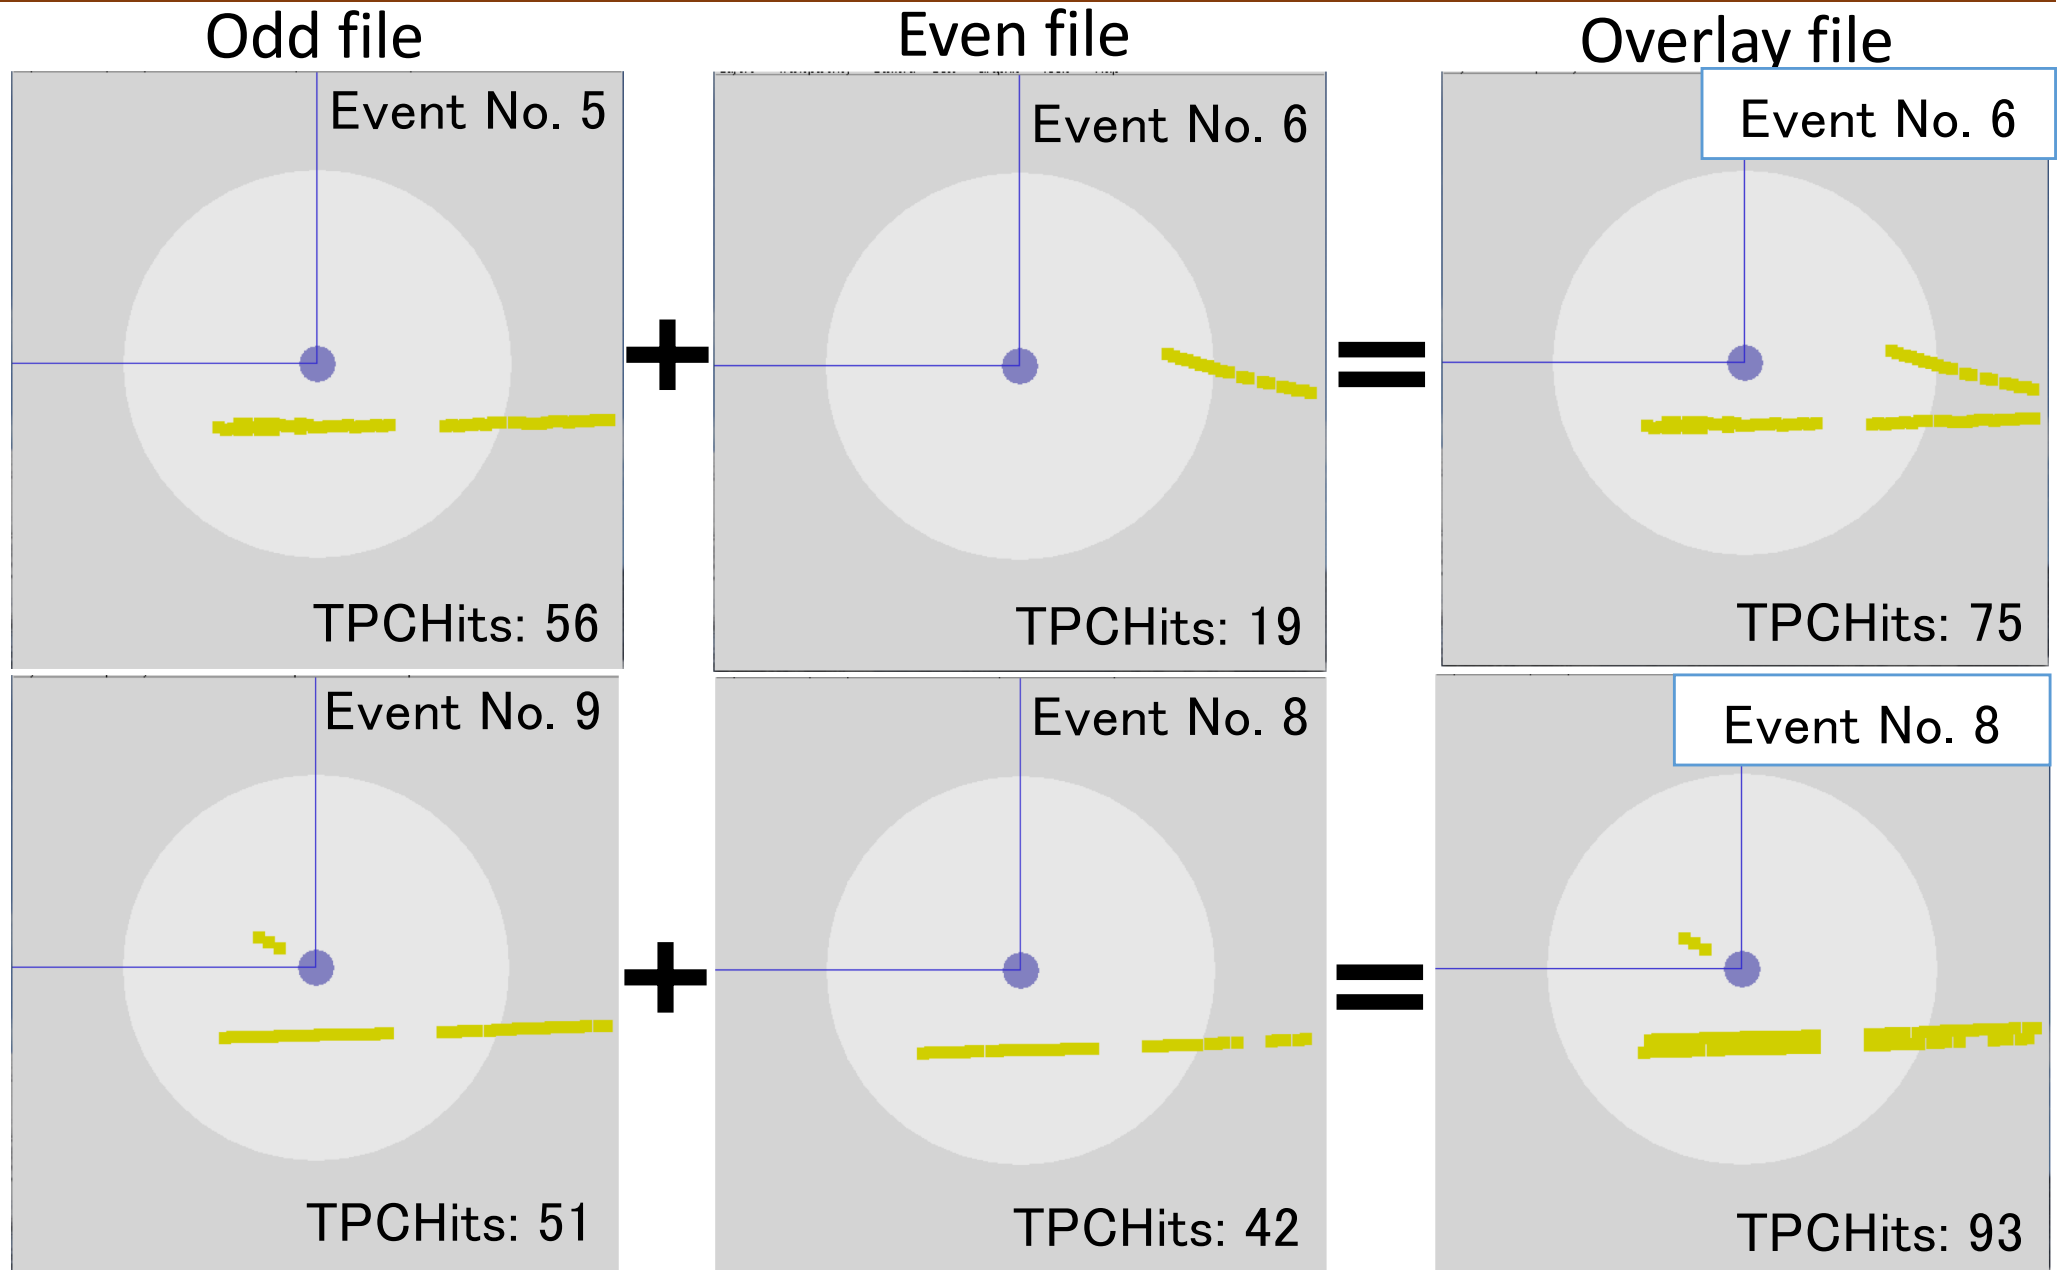 Odd file
Even file
Overlay file
Event No. 5
Event No. 6
Event No. 6
+
=
TPCHits: 56
TPCHits: 19
TPCHits: 75
Event No. 9
Event No. 8
Event No. 8
+
=
TPCHits: 51
TPCHits: 42
TPCHits: 93